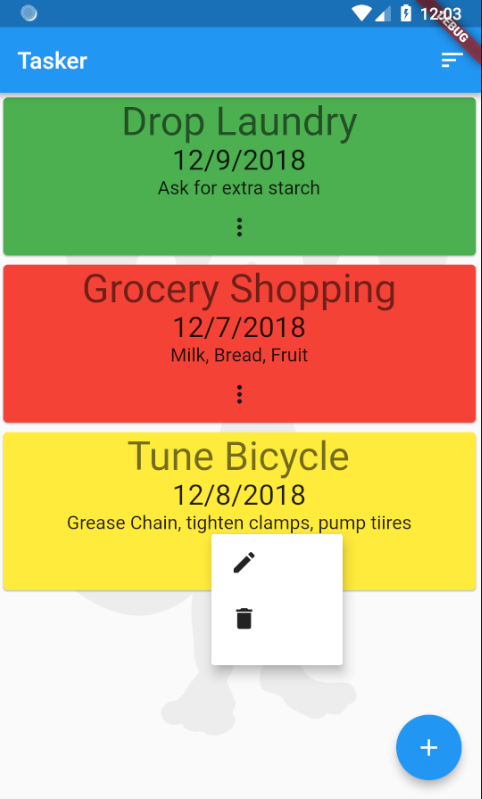 12:03
DEBUG
Tasker
Drop Laundry
12/9/2018
Ask for extra starch
Grocery Shopping
12/7/2018
Milk, Bread, Fruit
Tune Bicycle
12/8/2018
Grease Chain, tighten clamps, pump tiires